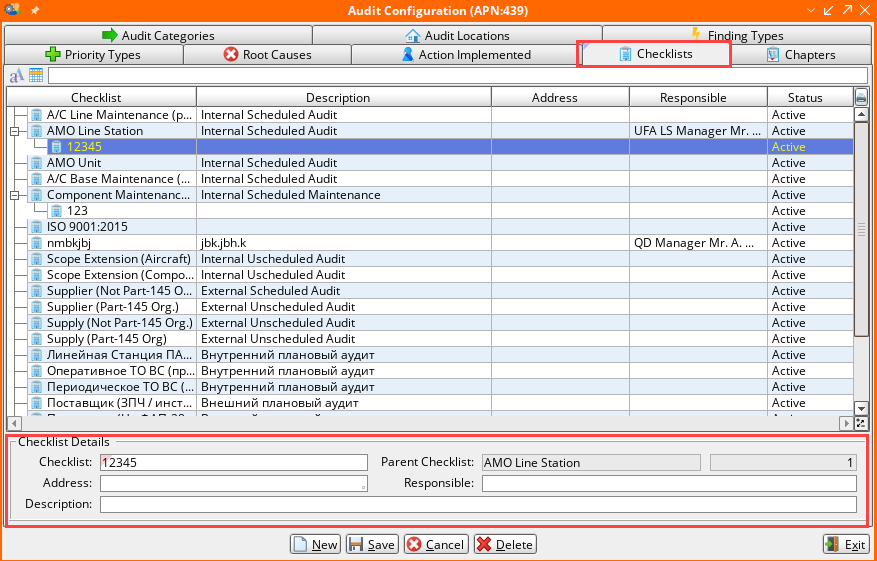 Audit Configuration (APN:439)
Audit Categories Audit Locations Finding Types
Priority Types Root Causes Action Implemented Checklists Chapters
Checklist Description Address Responsible Status
A/C Line Maintenance (p... Internal Scheduled Audit Active
AMO Line Station Internal Scheduled Audit UFA LS Manager Mr. ... Active
12345 Active
AMO Unit Internal Scheduled Audit Active
A/C Base Maintenance (... Internal Scheduled Audit Active
Component Maintenanc... Internal Scheduled Maintenance Active
123 Active
ISO 9001:2015 Active
nmbkjbj jbk.jbh.k QD Manager Mr. A. ... Active
Scope Extension (Aircraft) Internal Uscheduled Audit Active
Scope Extension (Compo... Internal Uscheduled Audit Active
Supplier (Not Part-145 O... External Scheduled Audit Active
Supplier (Part-145 Org.) External Unscheduled Audit Active
Supply (Not Part-145 Org.) External Unscheduled Audit Active
Supply (Part-145 Org) External Unscheduled Audit Active
Линейная Станция ПА... Внутренний плановый аудит Active
Оперативное ТО ВС (пр... Внутренний плановый аудит Active
Периодическое ТО ВС (... Внутренний плановый аудит Active
Поставщик (ЗПЧ / инст... Внешний плановый аудит Active
Checklist Details
Checklist: 12345 Parent Checklist: AMO Line Station 1
Address: Responsible:
Description:
New Save Cancel Delete Exit